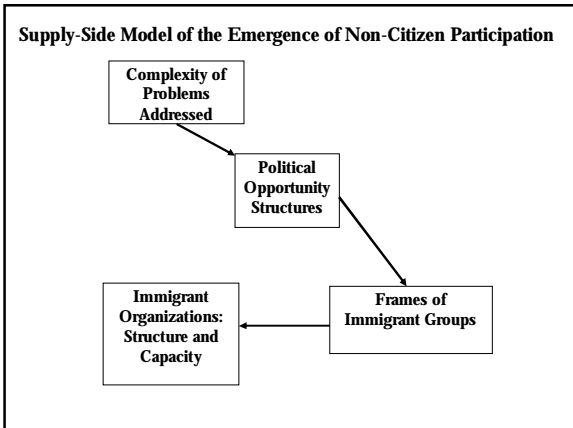 Supply-Side Model of the Emergence of Non-Citizen Participation
Complexity of
Problems
Addressed
Political
Opportunity
Structures
Immigrant
Organizations:
Structure and
Capacity
Frames of
Immigrant Groups